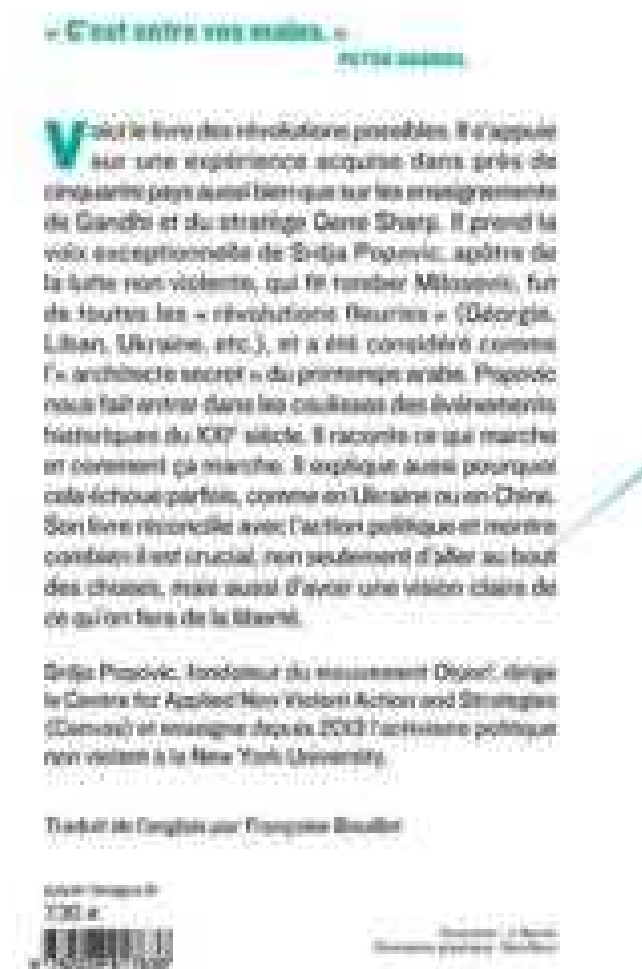 « C'est entre vos mains. »
PETER GABRIEL
Voici le livre des révolutions possibles. Il s'appuie
sur une expérience acquise dans près de
cinquante pays aussi bien que sur les enseignements
de Gandhi et du stratège Gene Sharp. Il prend la
voix exceptionnelle de Srdja Popovic, apôtre de
la lutte non violente, qui fit tomber Milosevic, fut
de toutes les « révolutions fleuries » (Géorgie,
Liban, Ukraine, etc.), et a été considéré comme
l'« architecte secret » du printemps arabe. Popovic
nous fait entrer dans les coulisses des événements
historiques du XXIe siècle. Il raconte ce qui marche
et comment ça marche. Il explique aussi pourquoi
cela échoue parfois, comme en Ukraine ou en Chine.
Son livre réconcilie avec l'action politique et montre
combien il est crucial, non seulement d'aller au bout
des choses, mais aussi d'avoir une vision claire de
ce qu'on fera de la liberté.
Srdja Popovic, fondateur du mouvement Otpor!, dirige
le Centre for Applied Non Violent Action and Strategies
(Canvas) et enseigne depuis 2013 l'activisme politique
non violent à la New York University.
Traduit de l'anglais par Françoise Bouillot